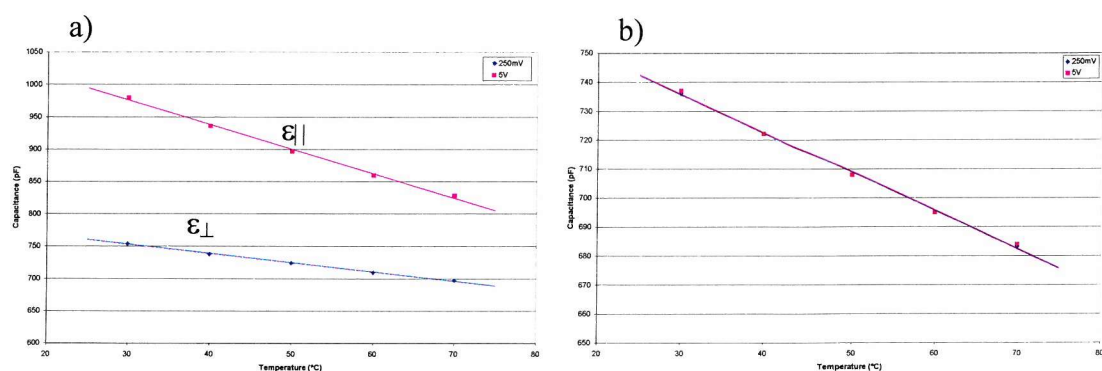 a)
1050
1000
950
900
850
800
750
700
650
600
20
30
40
50
60
70
80
Capacitance (pF)
Temperature (°C)
250mV
5V
ε||
ε⊥
b)
750
740
730
720
710
700
690
680
670
660
650
20
30
40
50
60
70
80
Capacitance (pF)
Temperature (°C)
250mV
5V